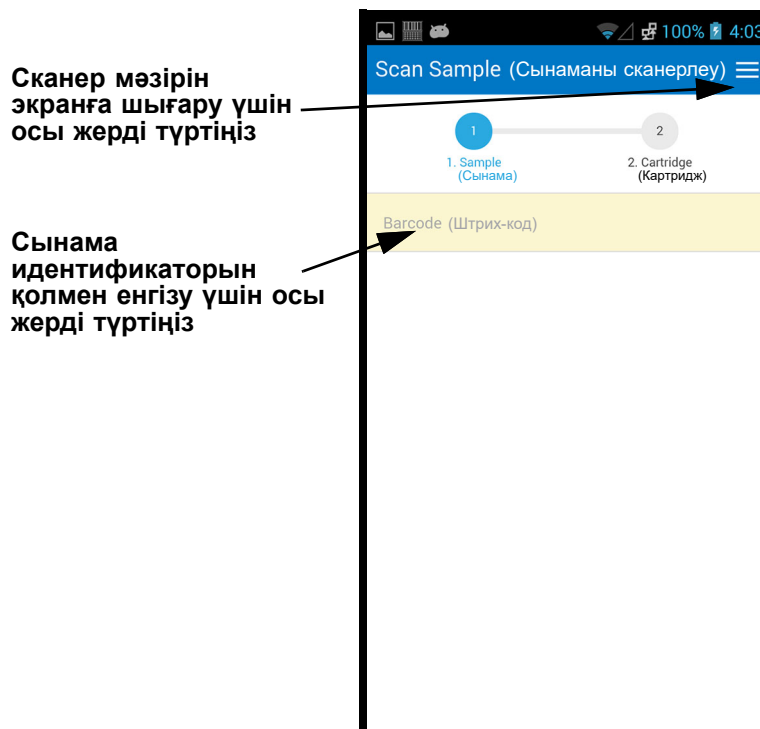 Сканер мәзірін
экранға шығару үшін
осы жерді түртіңіз
Сынама
идентификаторын
қолмен енгізу үшін осы
жерді түртіңіз
100% 4:03
Scan Sample (Сынаманы сканерлеу)
1
2
1. Sample
(Сынама)
2. Cartridge
(Картридж)
Barcode (Штрих-код)